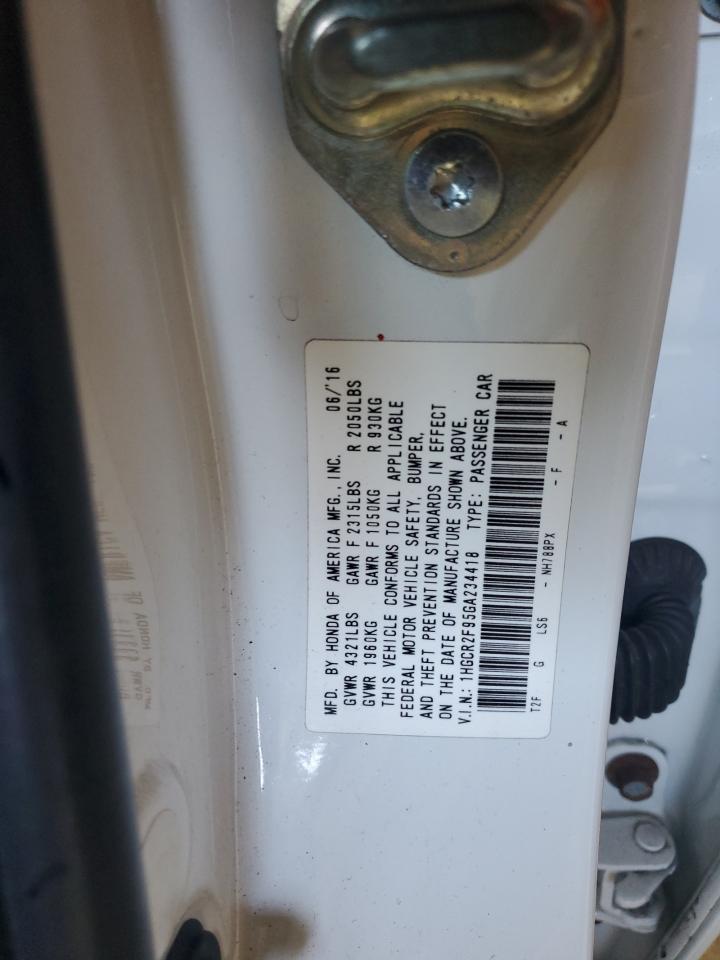 MFD. BY HONDA OF AMERICA MFG., INC. 06/'16
GVWR 4321LBS GAWR F 2315LBS R 2050LBS
GVWR 1960KG GAWR F 1050KG R 930KG
THIS VEHICLE CONFORMS TO ALL APPLICABLE
FEDERAL MOTOR VEHICLE SAFETY, BUMPER,
AND THEFT PREVENTION STANDARDS IN EFFECT
ON THE DATE OF MANUFACTURE SHOWN ABOVE.
V.I.N.: 1HGCR2F95GA234418 TYPE: PASSENGER CAR
T2F G LS6 - NH788PX - F - A